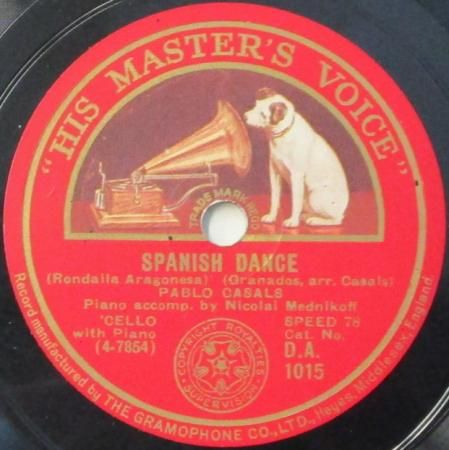 "HIS MASTER'S VOICE"
TRADE MARK
SPANISH DANCE
(Rondalla Aragonesa) (Granados, arr. Casals)
PABLO CASALS
Piano accomp. by Nicolai Mednikoff
'CELLO
with Piano
(4-7854)
COPYRIGHT ROYALTIES
SUPERVISION
SPEED 78
Cat. No.
D.A.
1015
Record manufactured by THE GRAMOPHONE CO., LTD., Hayes, Middlesex, England.